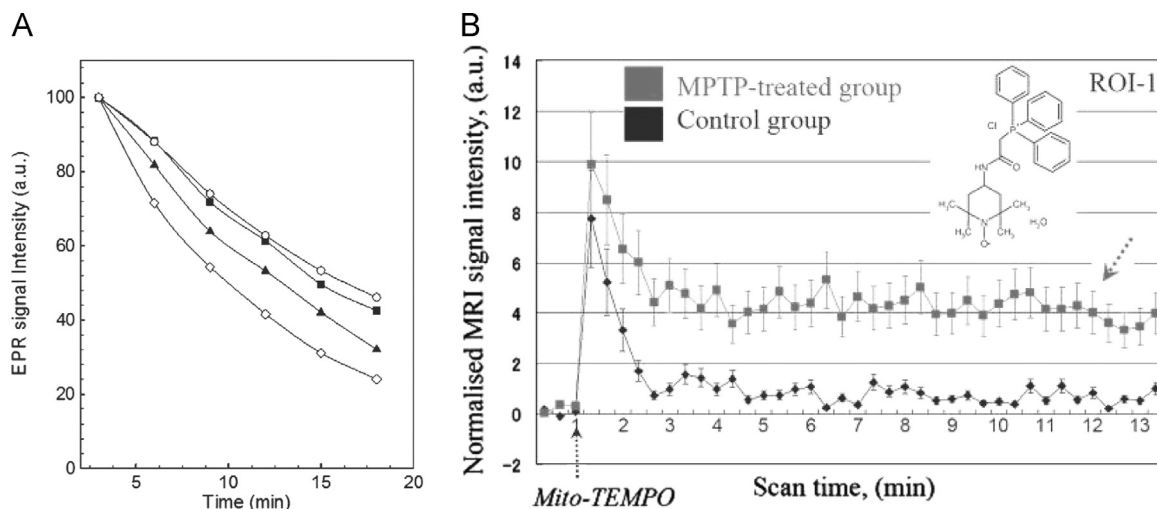 A
EPR signal Intensity (a.u.)
100
80
60
40
20
0
0
5
10
15
20
Time (min)
B
Normalised MRI signal intensity, (a.u.)
14
12
10
8
6
4
2
0
-2
MPTP-treated group
Control group
ROI-1
Cl
P
HN
O
H₃C
CH₃
H₃C
N
CH₃
O•
H₂O
1 2 3 4 5 6 7 8 9 10 11 12 13
Mito-TEMPO
Scan time, (min)